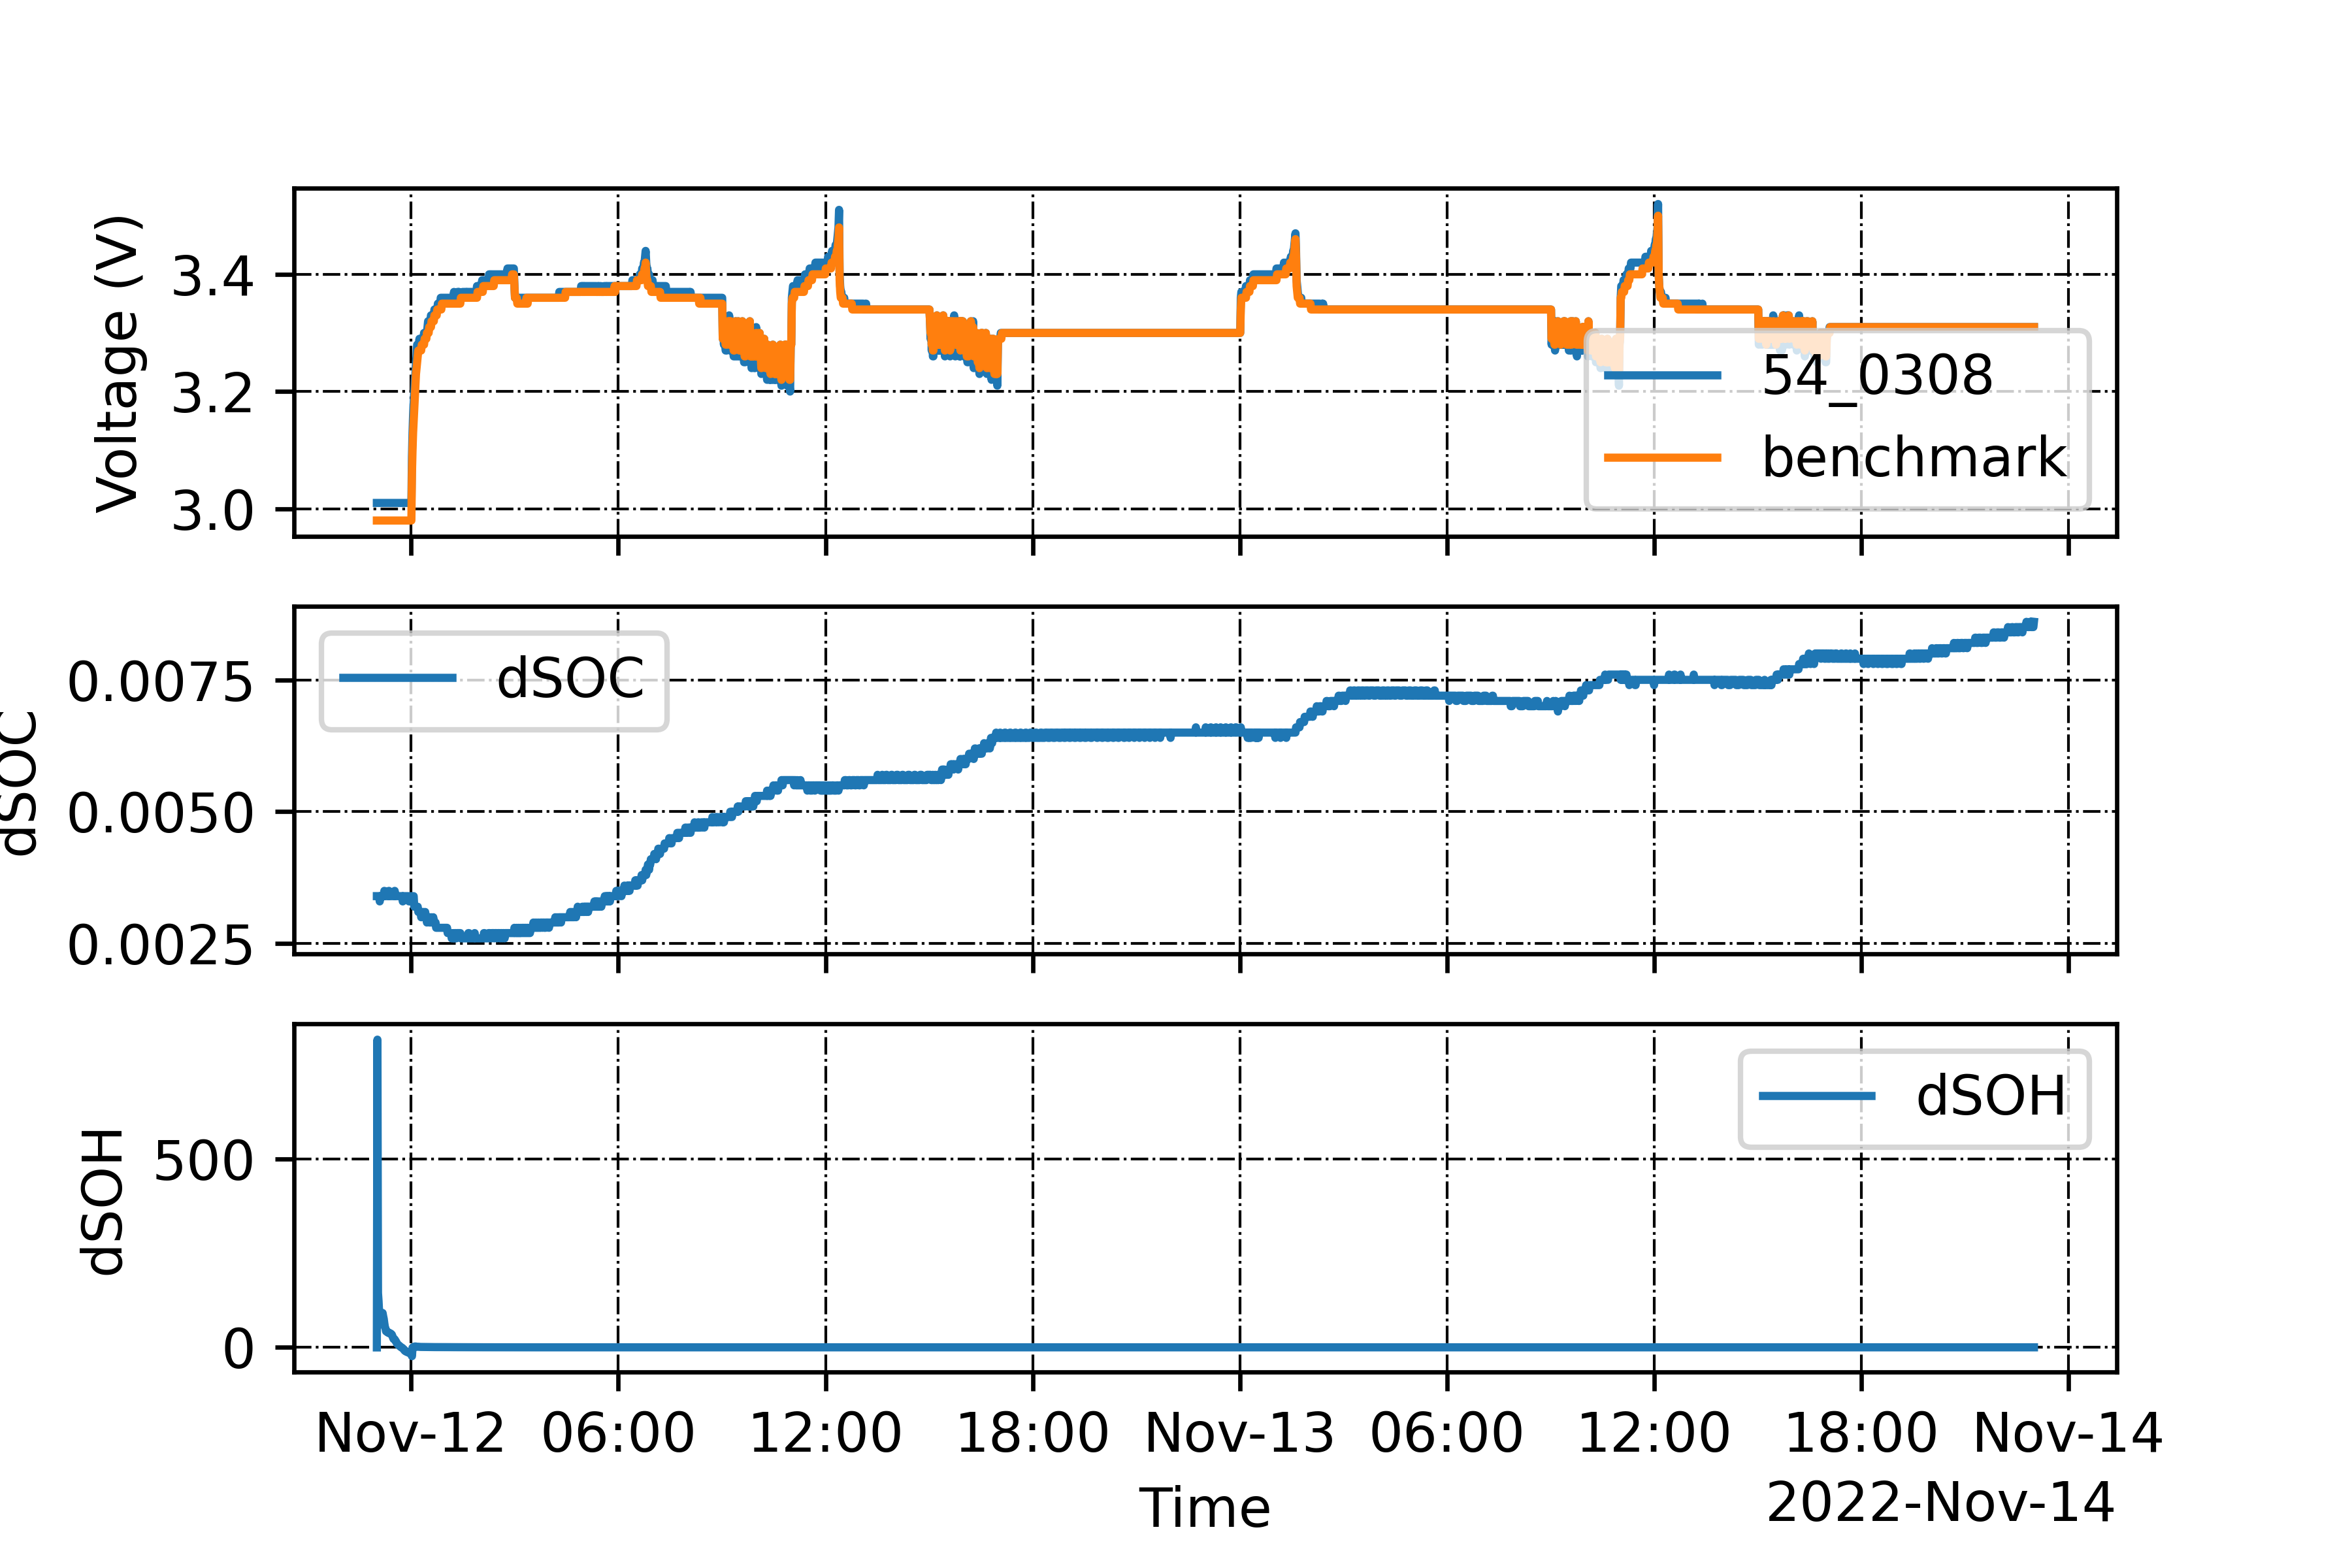 Voltage (V)
3.4
3.2
3.0
54_0308
benchmark
dSOC
0.0075
0.0050
0.0025
dSOC
dSOH
500
0
dSOH
Nov-12 06:00 12:00 18:00 Nov-13 06:00 12:00 18:00 Nov-14
Time
2022-Nov-14